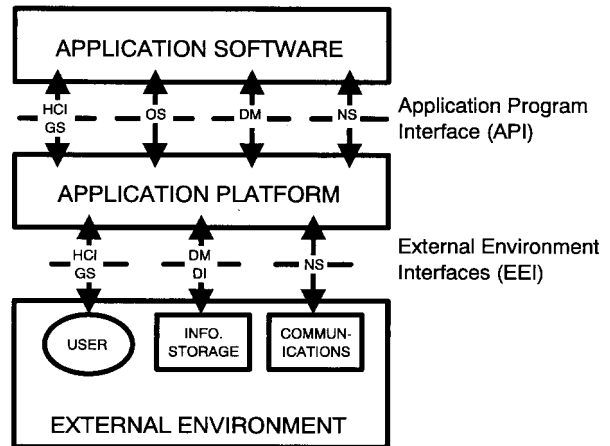 APPLICATION SOFTWARE
HCI
GS
OS
DM
NS
Application Program
Interface (API)
APPLICATION PLATFORM
HCI
GS
DM
DI
NS
External Environment
Interfaces (EEI)
USER
INFO.
STORAGE
COMMUN-
ICATIONS
EXTERNAL ENVIRONMENT